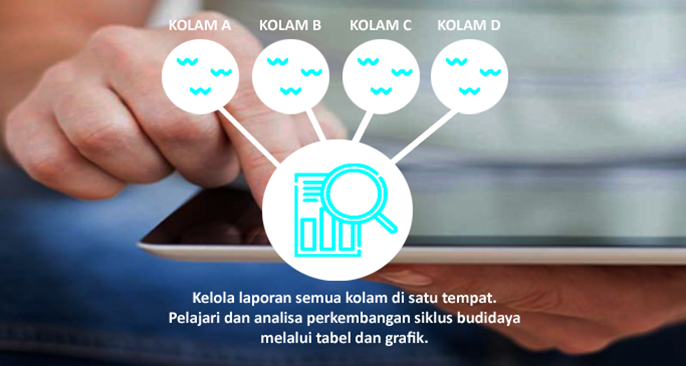 KOLAM A KOLAM B KOLAM C KOLAM D
Kelola laporan semua kolam di satu tempat.
Pelajari dan analisa perkembangan siklus budidaya
melalui tabel dan grafik.